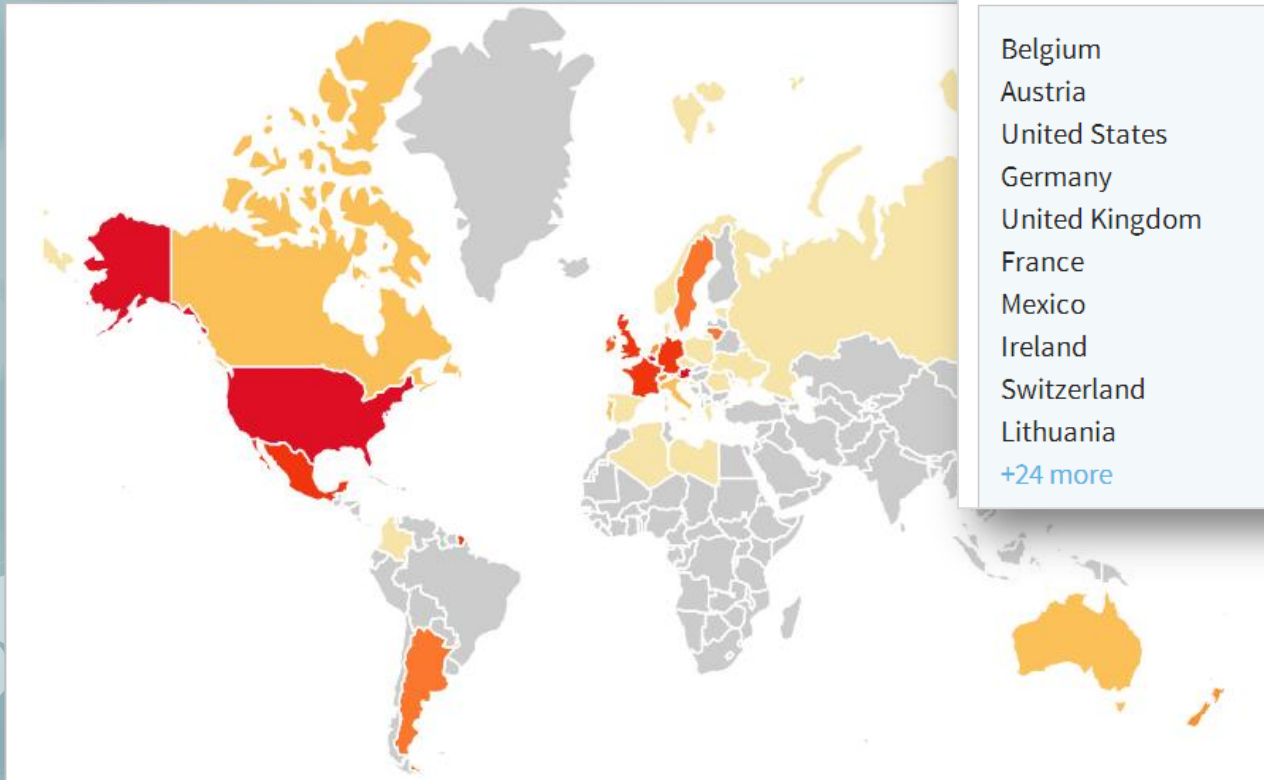 Belgium
Austria
United States
Germany
United Kingdom
France
Mexico
Ireland
Switzerland
Lithuania
+24 more